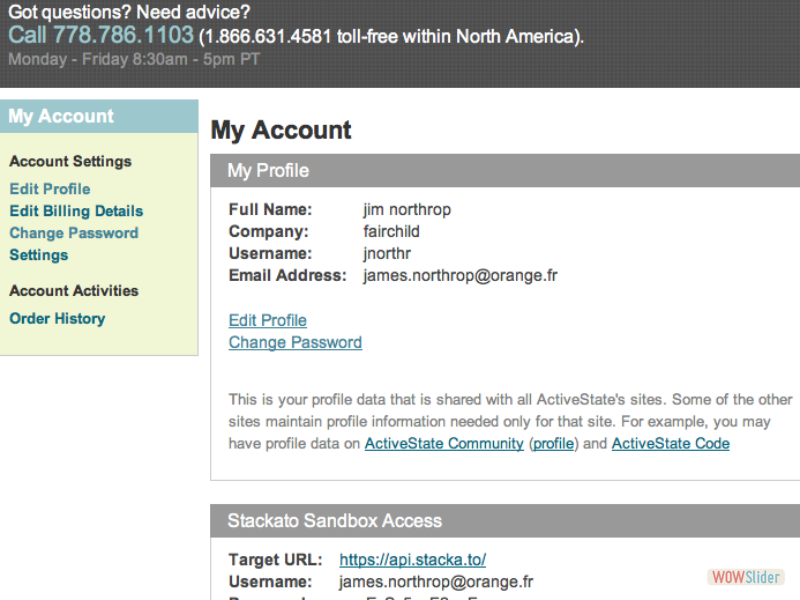 Got questions? Need advice?
Call 778.786.1103 (1.866.631.4581 toll-free within North America).
Monday - Friday 8:30am - 5pm PT
My Account
Account Settings
Edit Profile
Edit Billing Details
Change Password
Settings
Account Activities
Order History
My Account
My Profile
Full Name: jim northrop
Company: fairchild
Username: jnorthr
Email Address: james.northrop@orange.fr
Edit Profile
Change Password
This is your profile data that is shared with all ActiveState's sites. Some of the other
sites maintain profile information needed only for that site. For example, you may
have profile data on ActiveState Community (profile) and ActiveState Code
Stackato Sandbox Access
Target URL: https://api.stacka.to/
Username: james.northrop@orange.fr
WOWSlider